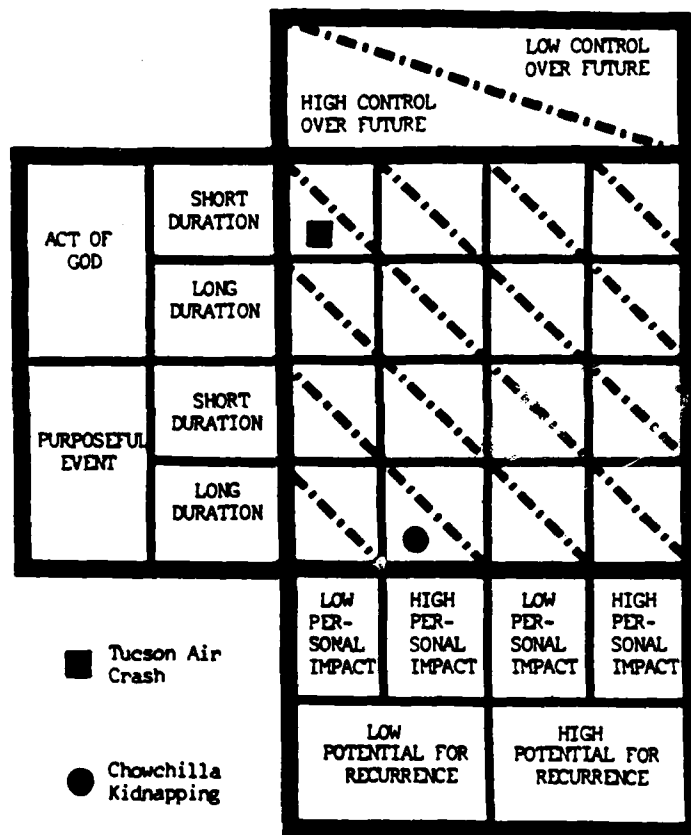 LOW CONTROL
OVER FUTURE
HIGH CONTROL
OVER FUTURE
ACT OF
GOD
SHORT
DURATION
LONG
DURATION
PURPOSEFUL
EVENT
SHORT
DURATION
LONG
DURATION
LOW
PER-
SONAL
IMPACT
HIGH
PER-
SONAL
IMPACT
LOW
PER-
SONAL
IMPACT
HIGH
PER-
SONAL
IMPACT
LOW
POTENTIAL FOR
RECURRENCE
HIGH
POTENTIAL FOR
RECURRENCE
Tucson Air
Crash
Chowchilla
Kidnapping